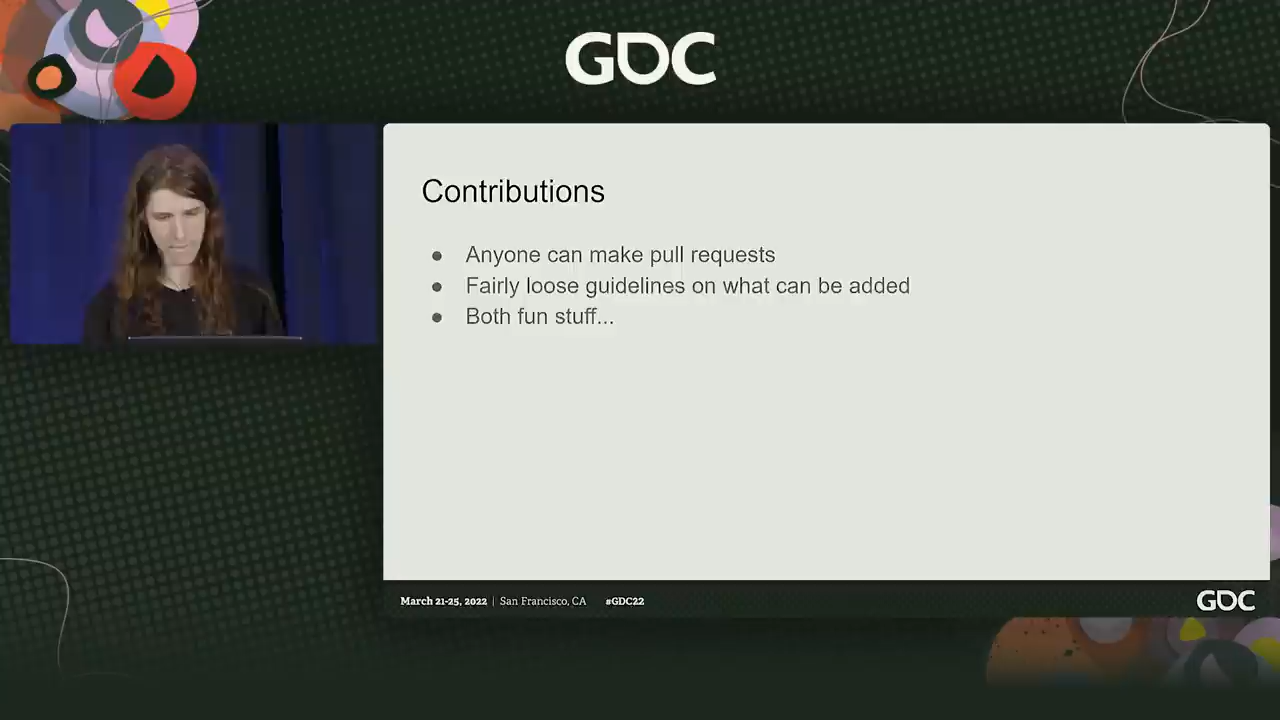 GDC
Contributions
● Anyone can make pull requests
● Fairly loose guidelines on what can be added
● Both fun stuff...
March 21-25, 2022 | San Francisco, CA #GDC22
GDC